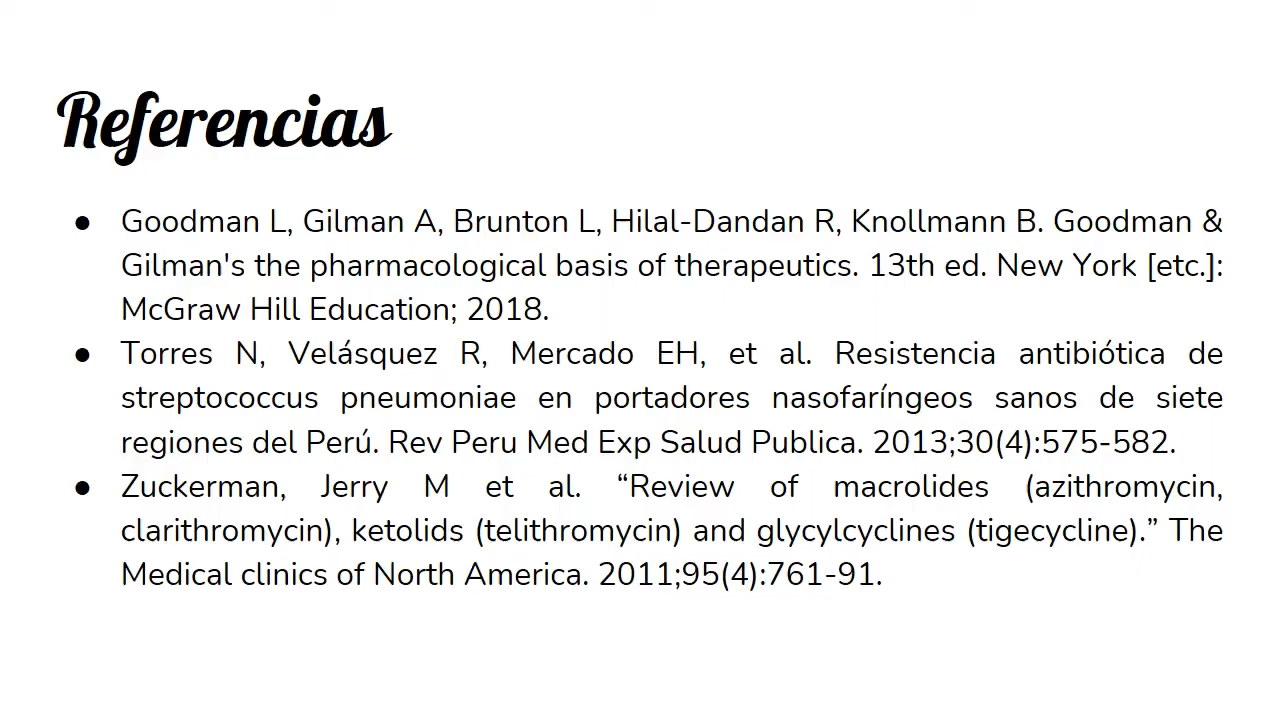 Referencias
● Goodman L, Gilman A, Brunton L, Hilal-Dandan R, Knollmann B. Goodman &
Gilman's the pharmacological basis of therapeutics. 13th ed. New York [etc.]:
McGraw Hill Education; 2018.
● Torres N, Velásquez R, Mercado EH, et al. Resistencia antibiótica de
streptococcus pneumoniae en portadores nasofaríngeos sanos de siete
regiones del Perú. Rev Peru Med Exp Salud Publica. 2013;30(4):575-582.
● Zuckerman, Jerry M et al. “Review of macrolides (azithromycin,
clarithromycin), ketolids (telithromycin) and glycylcyclines (tigecycline).” The
Medical clinics of North America. 2011;95(4):761-91.